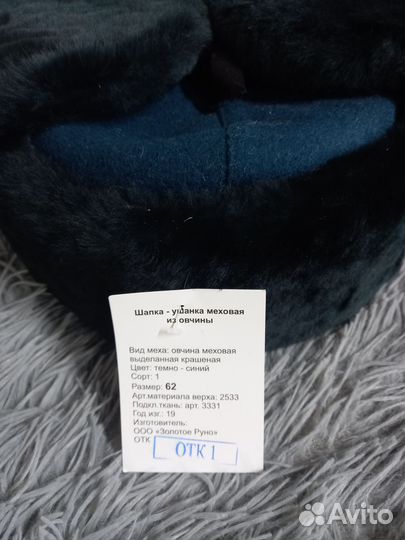 Шапка - ушанка меховая
из овчины
Вид меха: овчина меховая
выделанная крашеная
Цвет: темно - синий
Сорт: 1
Размер: 62
Арт.материала верха: 2533
Подкл.ткань: арт. 3331
Год изг.: 19
Изготовитель:
ООО «Золотое Руно»
ОТК
ОТК 1
Avito